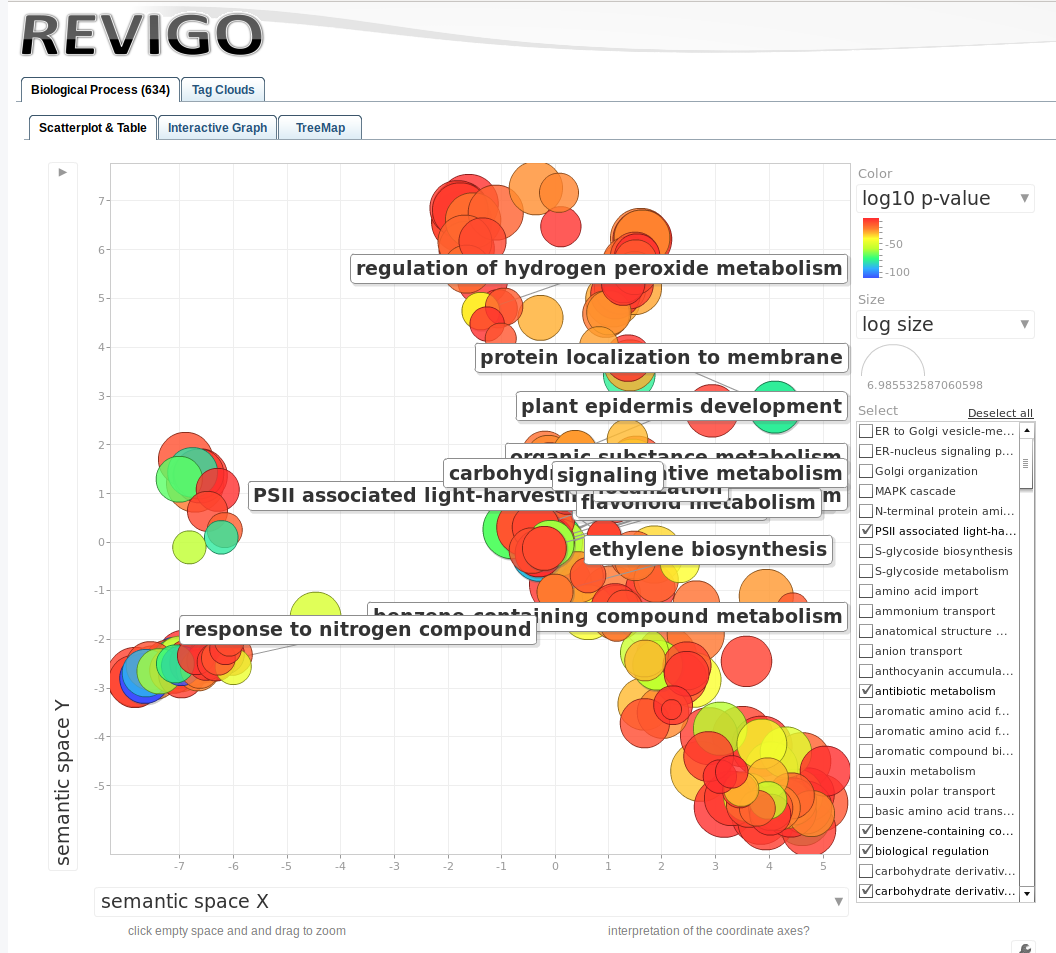 REVIGO
Biological Process (634)
Tag Clouds
Scatterplot & Table
Interactive Graph
TreeMap
7
6
5
4
3
2
1
0
-1
-2
-3
-4
-5
semantic space Y
regulation of hydrogen peroxide metabolism
protein localization to membrane
plant epidermis development
organic substance metabolism
carbohyd
signaling
tive metabolism
PSII associated light-harvesti
localization
m
flavonoid metabolism
ethylene biosynthesis
benzene-containing compound metabolism
response to nitrogen compound
-7
-6
-5
-4
-3
-2
-1
0
1
2
3
4
5
semantic space X
click empty space and and drag to zoom
interpretation of the coordinate axes?
Color
log10 p-value
-50
-100
Size
log size
6.985532587060598
Select
Deselect all
ER to Golgi vesicle-me...
ER-nucleus signaling p...
Golgi organization
MAPK cascade
N-terminal protein ami...
PSII associated light-ha...
S-glycoside biosynthesis
S-glycoside metabolism
amino acid import
ammonium transport
anatomical structure ...
anion transport
anthocyanin accumula...
antibiotic metabolism
aromatic amino acid f...
aromatic amino acid f...
aromatic compound bi...
auxin metabolism
auxin polar transport
basic amino acid trans...
benzene-containing co...
biological regulation
carbohydrate derivativ...
carbohydrate derivativ...